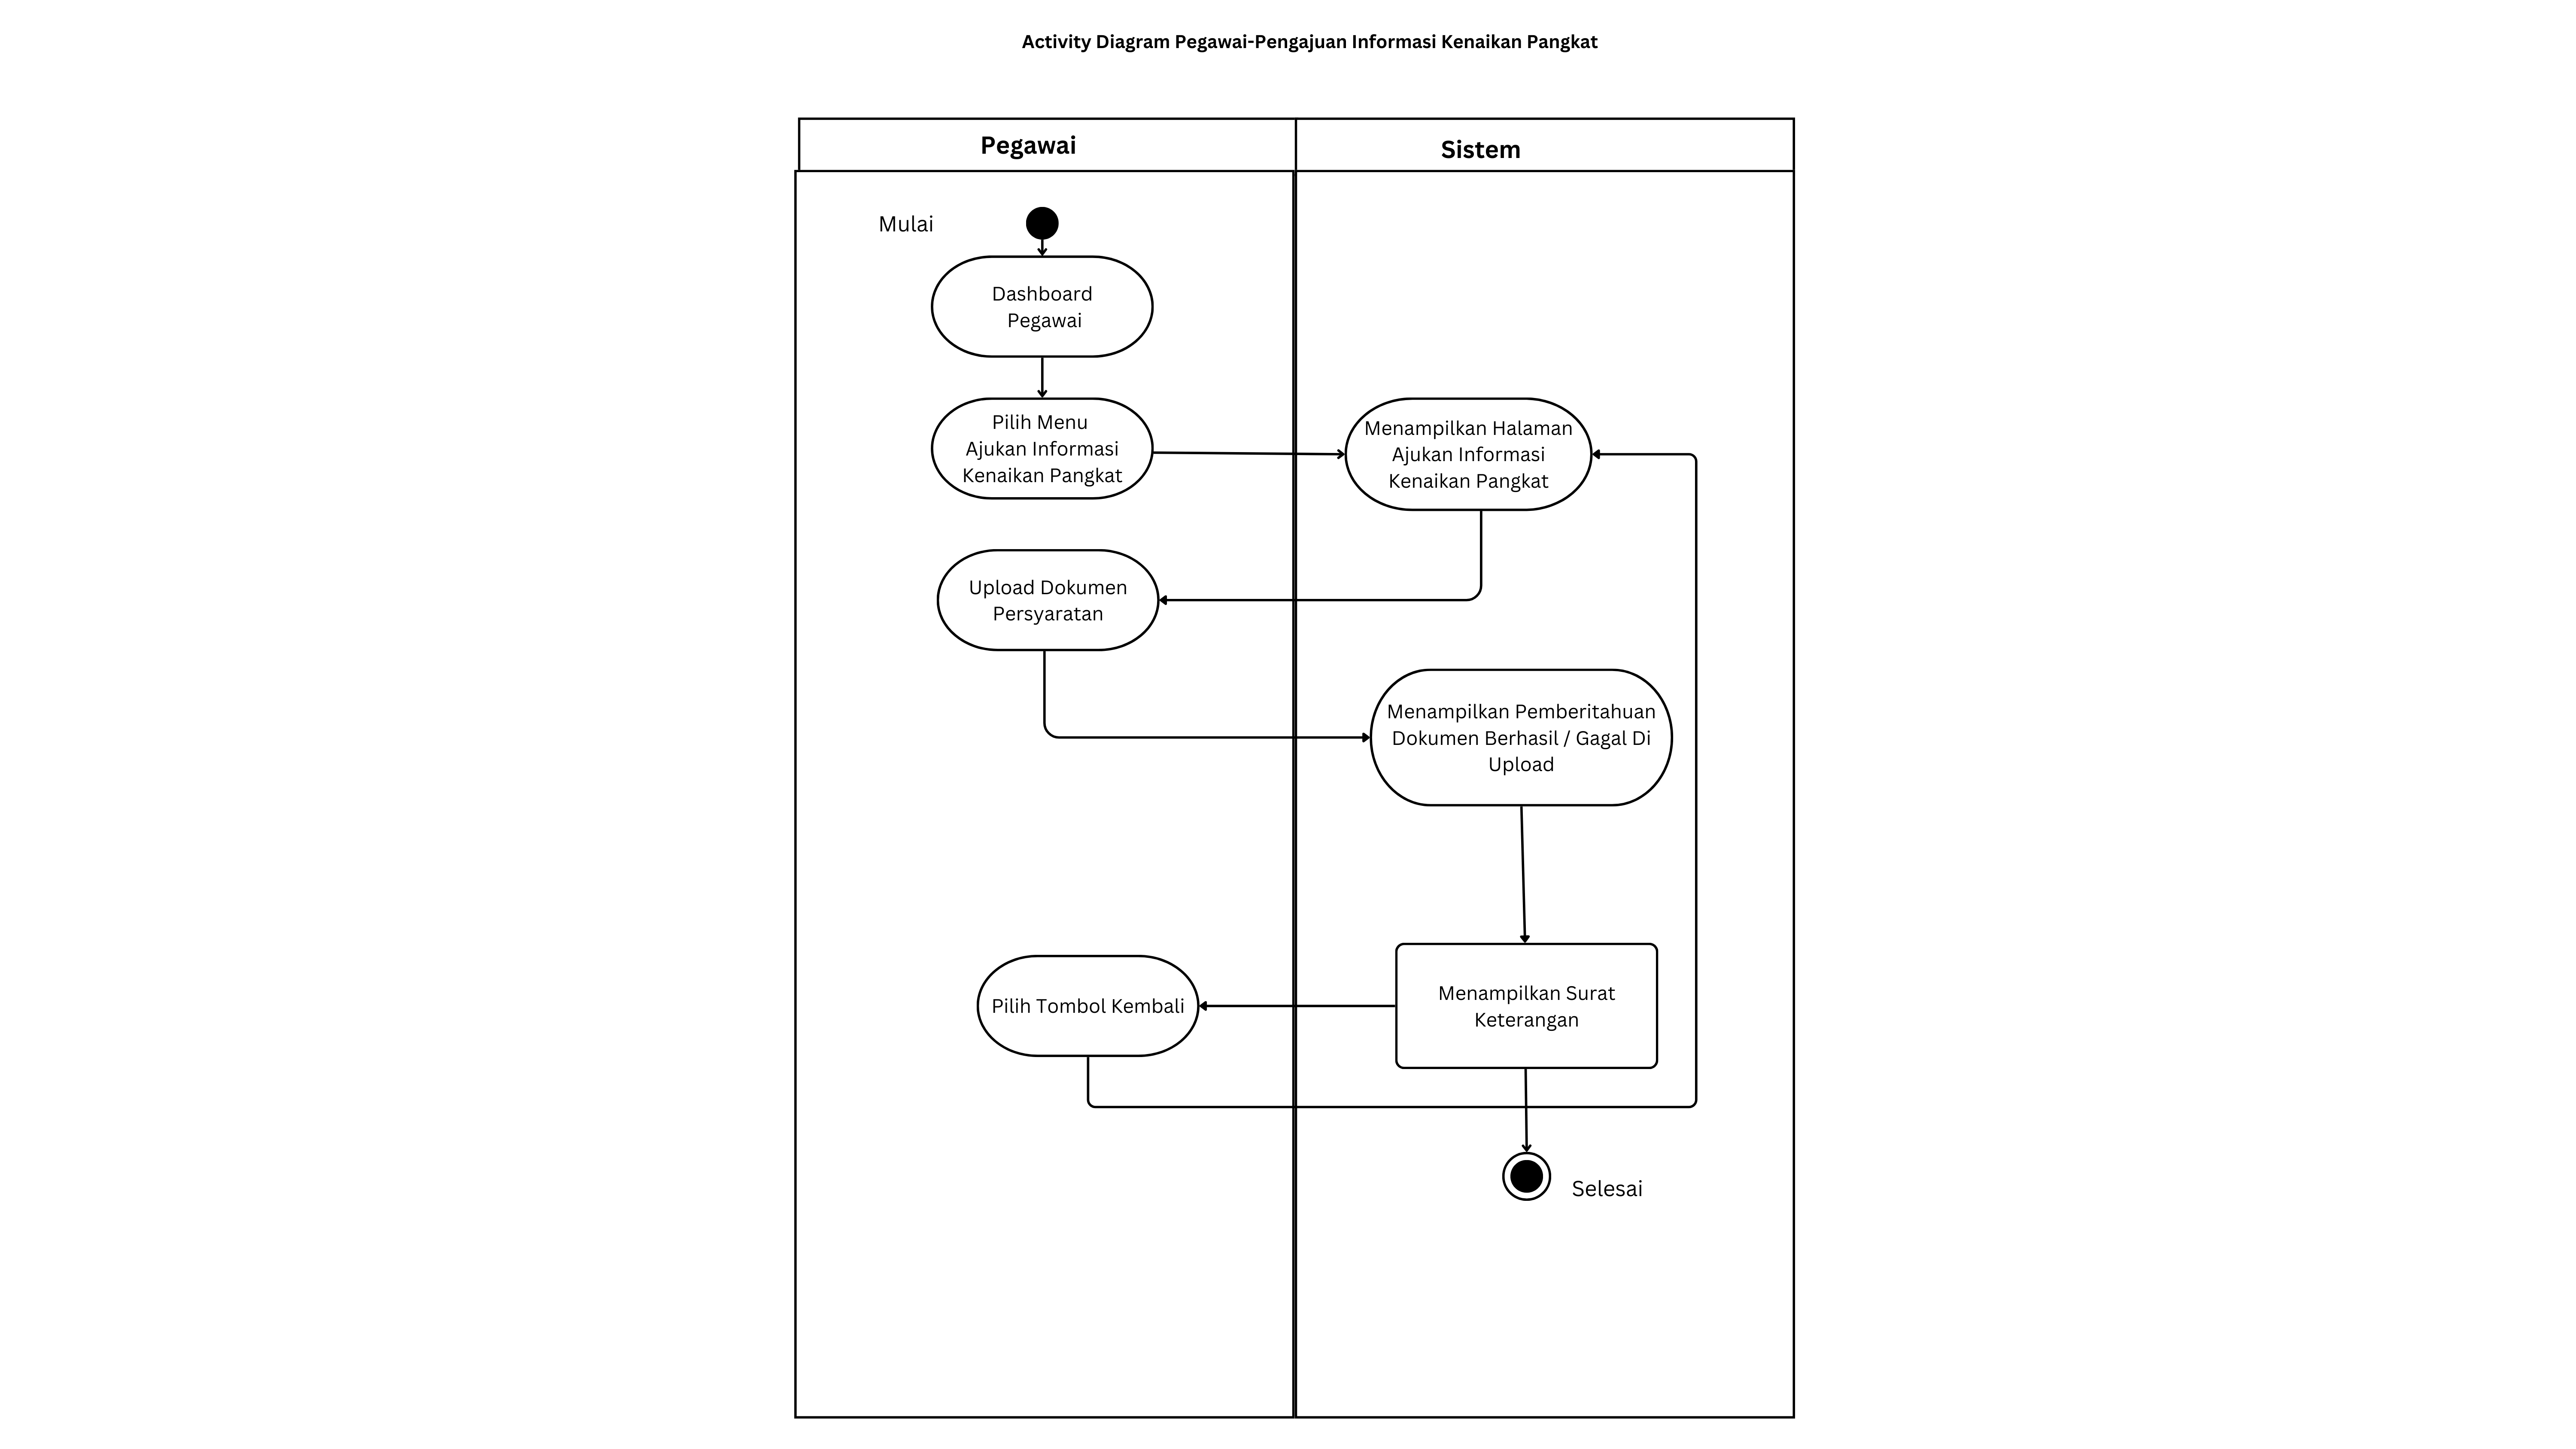 Activity Diagram Pegawai-Pengajuan Informasi Kenaikan Pangkat
Pegawai
Sistem
Mulai
Dashboard
Pegawai
Pilih Menu
Ajukan Informasi
Kenaikan Pangkat
Menampilkan Halaman
Ajukan Informasi
Kenaikan Pangkat
Upload Dokumen
Persyaratan
Menampilkan Pemberitahuan
Dokumen Berhasil / Gagal Di
Upload
Menampilkan Surat
Keterangan
Pilih Tombol Kembali
Selesai